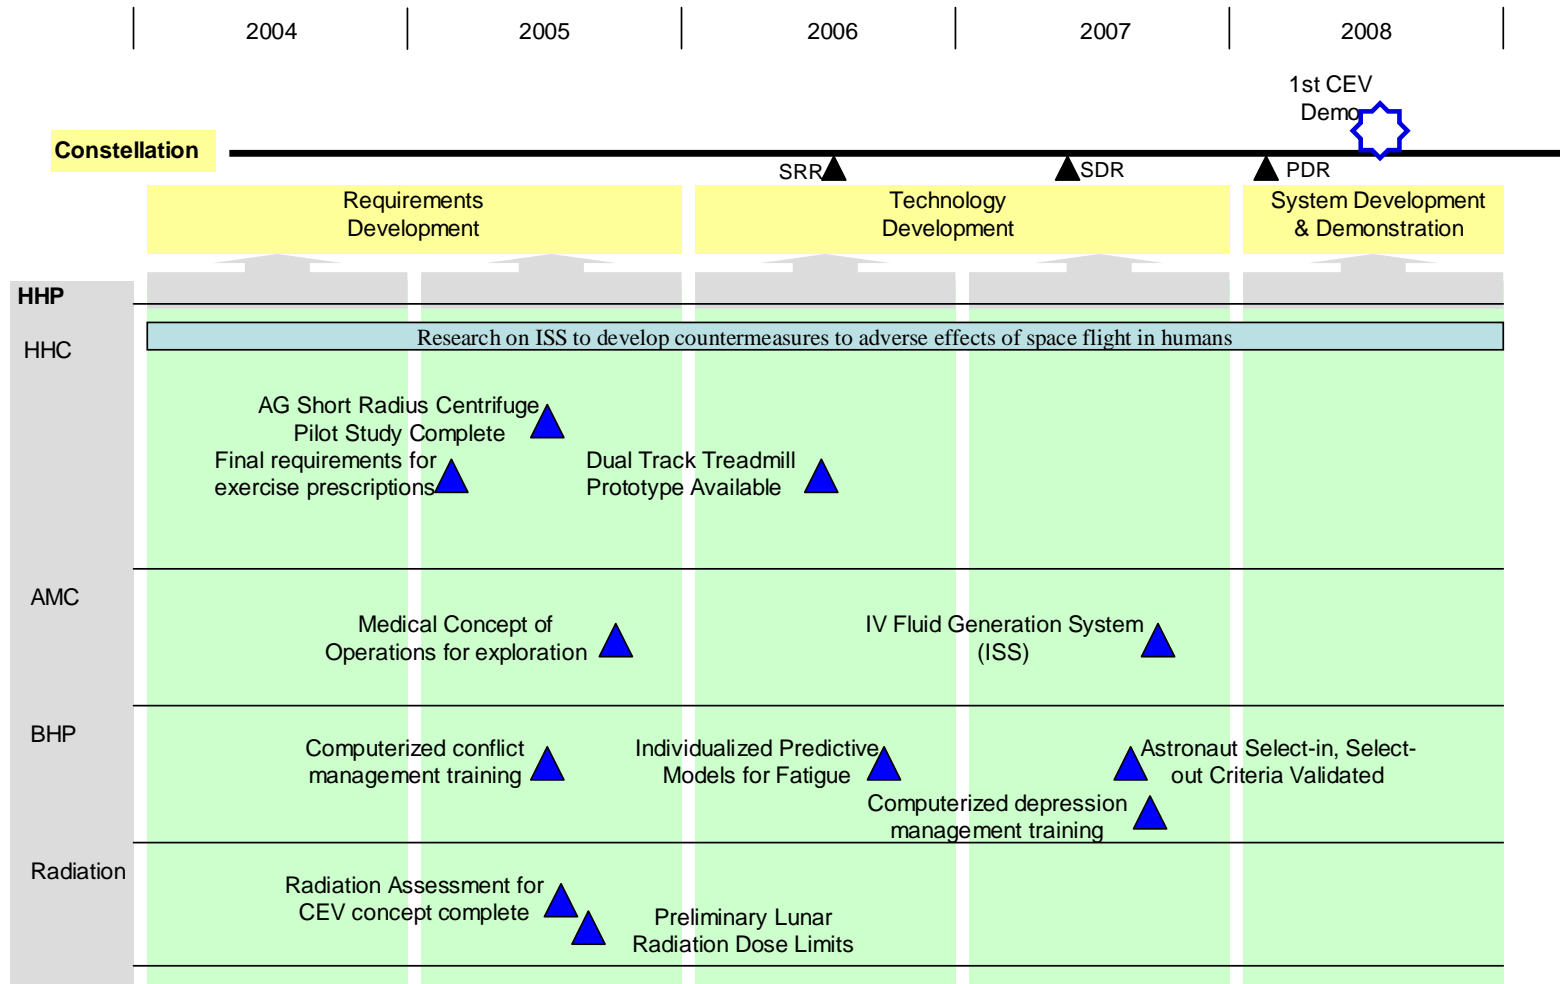 2004
2005
2006
2007
2008
1st CEV
Demo
Constellation
SRR
SDR
PDR
Requirements
Development
Technology
Development
System Development
& Demonstration
HHP
HHC
Research on ISS to develop countermeasures to adverse effects of space flight in humans
AG Short Radius Centrifuge
Pilot Study Complete
Final requirements for
exercise prescriptions
Dual Track Treadmill
Prototype Available
AMC
Medical Concept of
Operations for exploration
IV Fluid Generation System
(ISS)
BHP
Computerized conflict
management training
Individualized Predictive
Models for Fatigue
Astronaut Select-in, Select-
out Criteria Validated
Computerized depression
management training
Radiation
Radiation Assessment for
CEV concept complete
Preliminary Lunar
Radiation Dose Limits